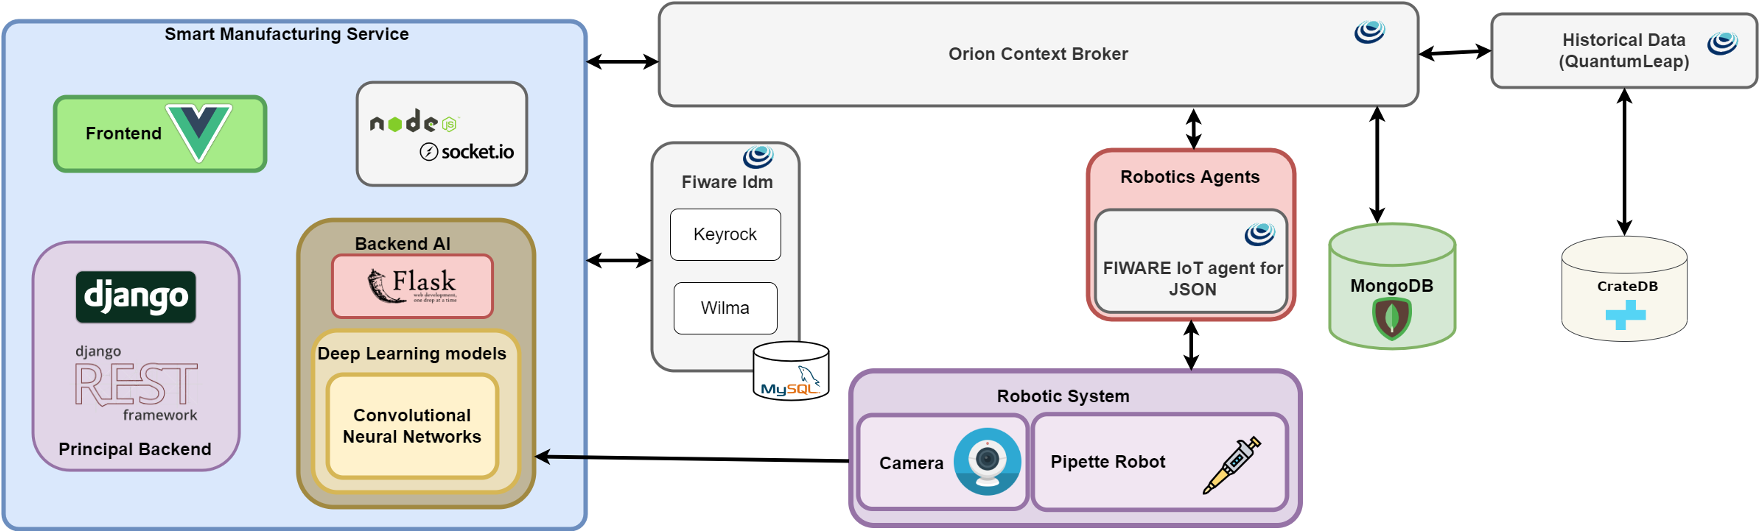 Smart Manufacturing Service
Frontend
node
JS
socket.io
django
django
REST
framework
Principal Backend
Backend AI
Flask
web development,
one drop at a time
Deep Learning models
Convolutional
Neural Networks
Fiware Idm
Keyrock
Wilma
MySQL
Orion Context Broker
Historical Data
(QuantumLeap)
Robotics Agents
FIWARE IoT agent for
JSON
MongoDB
CrateDB
Robotic System
Camera
Pipette Robot